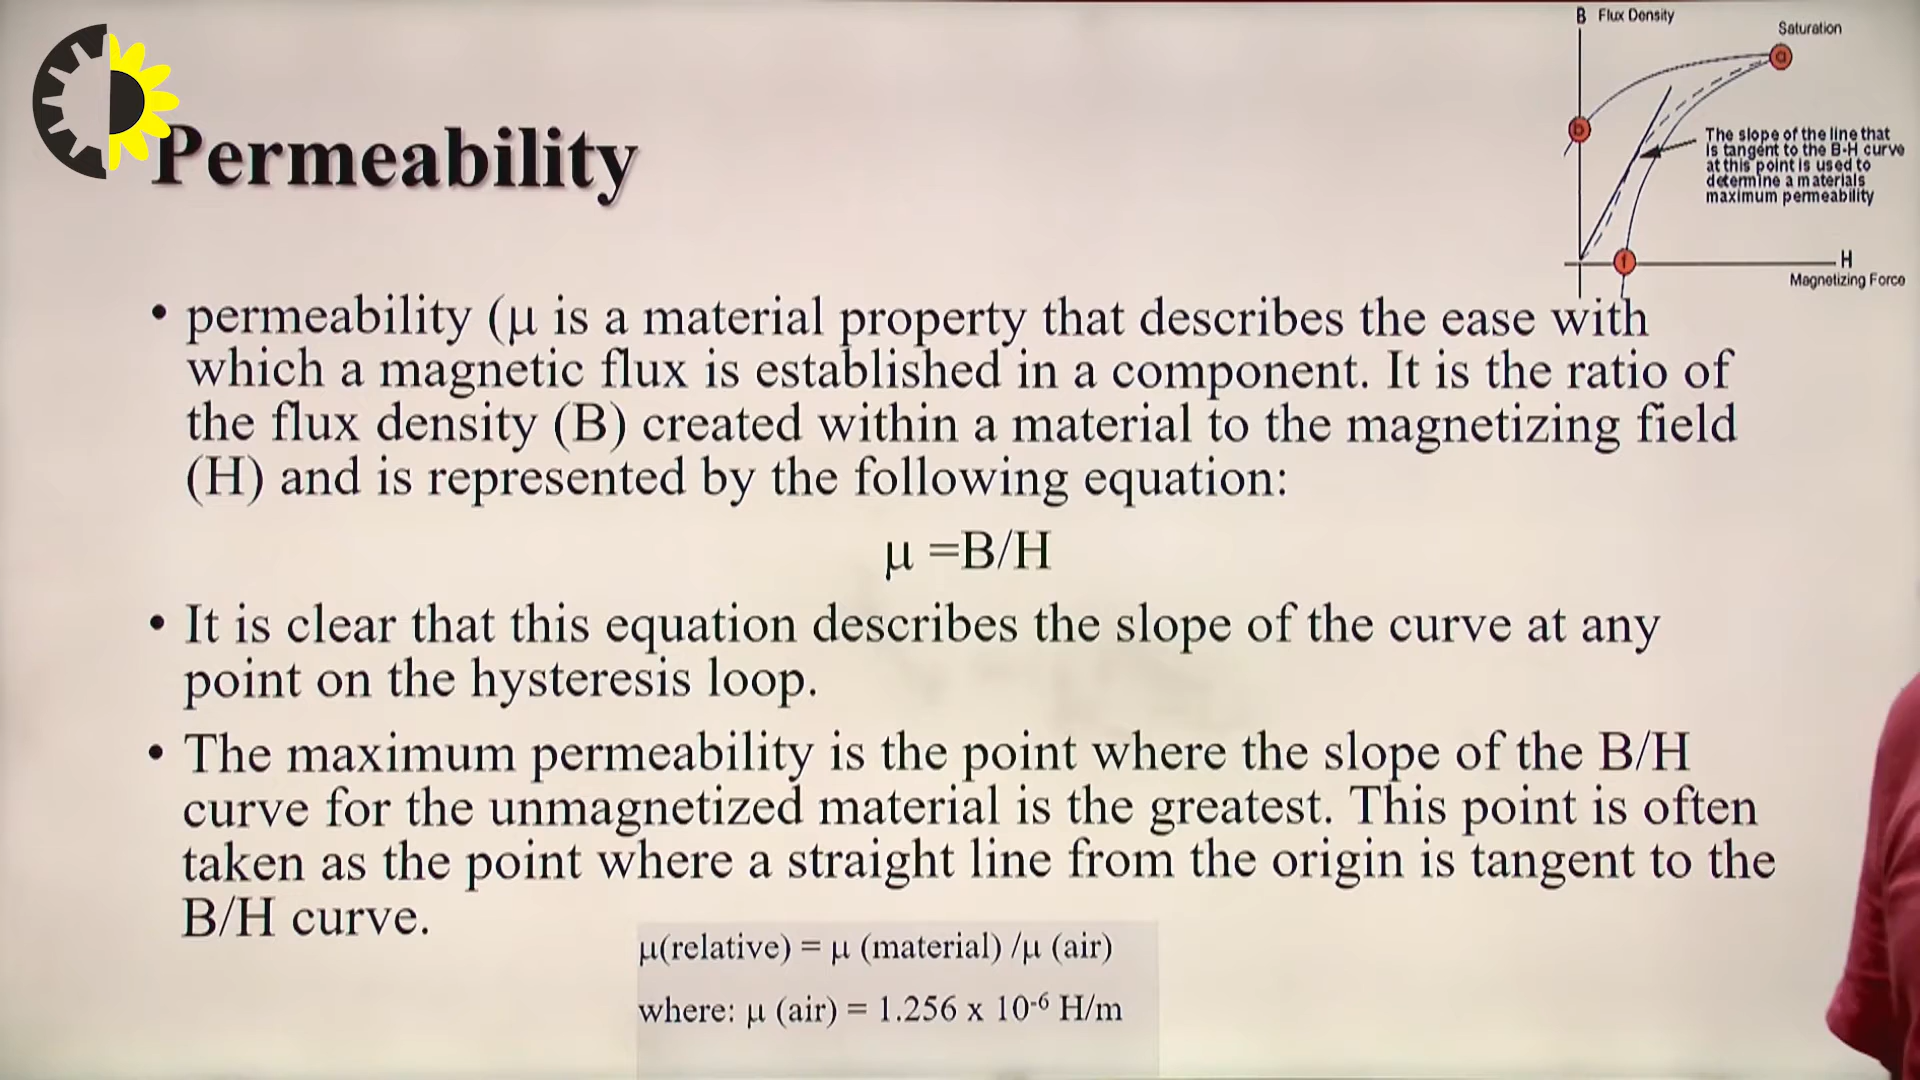 B Flux Density
Saturation
a
b
The slope of the line that
is tangent to the B-H curve
at this point is used to
determine a materials
maximum permeability
f
H
Magnetizing Force
Permeability
• permeability (μ is a material property that describes the ease with
which a magnetic flux is established in a component. It is the ratio of
the flux density (B) created within a material to the magnetizing field
(H) and is represented by the following equation:
μ =B/H
• It is clear that this equation describes the slope of the curve at any
point on the hysteresis loop.
• The maximum permeability is the point where the slope of the B/H
curve for the unmagnetized material is the greatest. This point is often
taken as the point where a straight line from the origin is tangent to the
B/H curve.
μ(relative) = μ (material) /μ (air)
where: μ (air) = 1.256 x 10⁻⁶ H/m